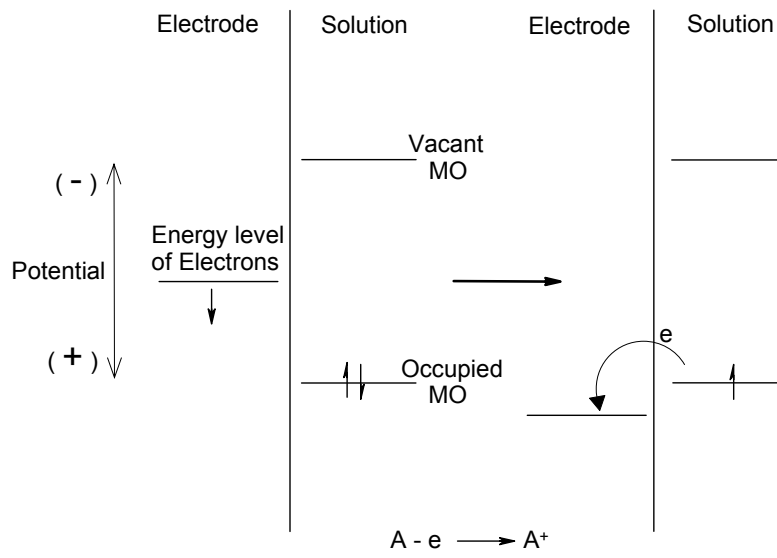 Electrode
Solution
Electrode
Solution
Vacant
MO
(-)
Energy level
of Electrons
Potential
(+)
Occupied
MO
e
A - e ⟶ A⁺